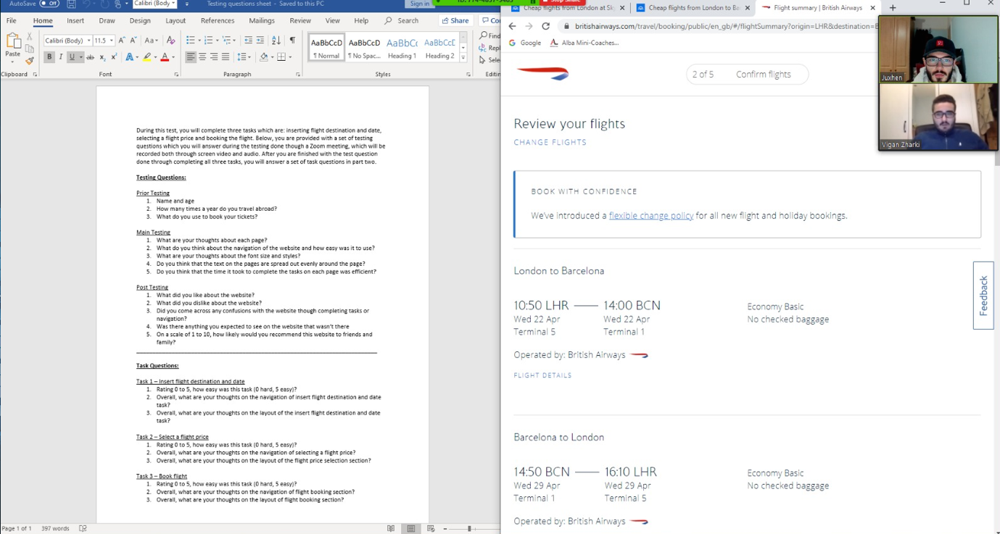 AutoSave Off
Calibri (Body)
Testing questions sheet - Saved to this PC
Sign in
File Home Insert Draw Design Layout References Mailings Review View Help Search Share
Paste
Calibri (Body) 11.5
B I U ab x₂ x² A A
AaBbCcD AaBbCcD AaBbCc AaBbCcE
¶ Normal ¶ No Spac... Heading 1 Heading 2
Clipboard Font Paragraph Styles
During this test, you will complete three tasks which are: inserting flight destination and date,
selecting a flight price and booking the flight. Below, you are provided with a set of testing
questions which you will answer during the testing done though a Zoom meeting, which will be
recorded both through screen video and audio. After you are finished with the test question
done through completing all three tasks, you will answer a set of task questions in part two.
Testing Questions:
Prior Testing
1. Name and age
2. How many times a year do you travel abroad?
3. What do you use to book your tickets?
Main Testing
1. What are your thoughts about each page?
2. What do you think about the navigation of the website and how easy was it to use?
3. What are your thoughts about the font size and styles?
4. Do you think that the text on the pages are spread out evenly around the page?
5. Do you think that the time it took to complete the tasks on each page was efficient?
Post Testing
1. What did you like about the website?
2. What did you dislike about the website?
3. Did you come across any confusions with the website though completing tasks or
navigation?
4. Was there anything you expected to see on the website that wasn't there
5. On a scale of 1 to 10, how likely would you recommend this website to friends and
family?
Task Questions:
Task 1 – Insert flight destination and date
1. Rating 0 to 5, how easy was this task (0 hard, 5 easy)?
2. Overall, what are your thoughts on the navigation of insert flight destination and date
task?
3. Overall, what are your thoughts on the layout of the insert flight destination and date
task?
Task 2 – Select a flight price
1. Rating 0 to 5, how easy was this task (0 hard, 5 easy)?
2. Overall, what are your thoughts on the navigation of selecting a flight price?
3. Overall, what are your thoughts on the layout of the flight price selection section?
Task 3 – Book flight
1. Rating 0 to 5, how easy was this task (0 hard, 5 easy)?
2. Overall, what are your thoughts on the navigation of flight booking section?
3. Overall, what are your thoughts on the layout of flight booking section?
Page 1 of 1 397 words
Cheap flights from London at Sk
Cheap flights from London to Ba
Flight summary | British Airways
britishairways.com/travel/booking/public/en_gb/#/flightSummary?origin=LHR&destination=
Google Alba Mini-Coaches...
2 of 5 Confirm flights
Juxhen
Vigan Zharki
Review your flights
CHANGE FLIGHTS
BOOK WITH CONFIDENCE
We've introduced a flexible change policy for all new flight and holiday bookings.
Feedback
London to Barcelona
10:50 LHR 14:00 BCN Economy Basic
Wed 22 Apr Wed 22 Apr No checked baggage
Terminal 5 Terminal 1
Operated by: British Airways
FLIGHT DETAILS
Barcelona to London
14:50 BCN 16:10 LHR Economy Basic
Wed 29 Apr Wed 29 Apr No checked baggage
Terminal 1 Terminal 5
Operated by: British Airways